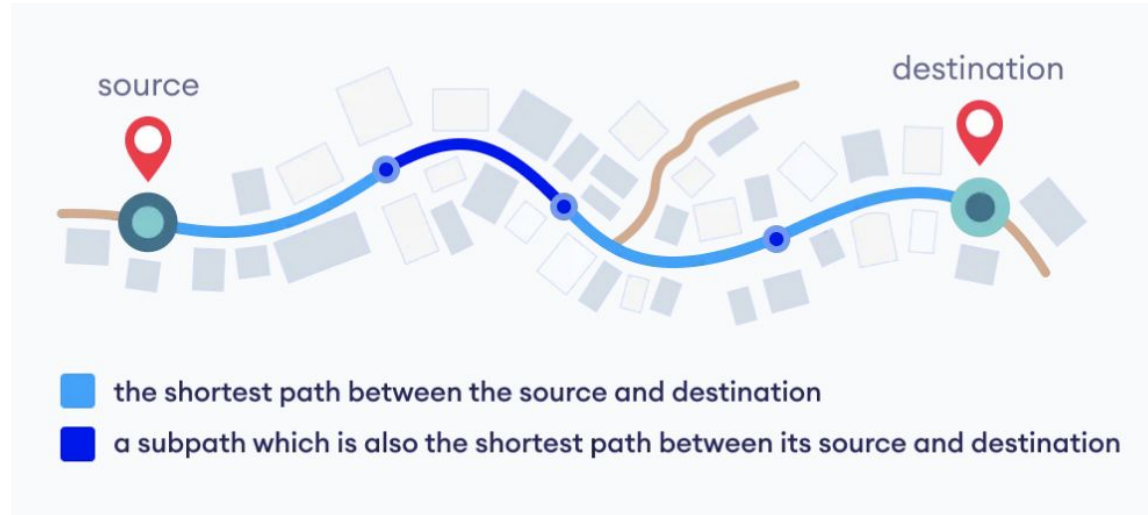 source
destination
the shortest path between the source and destination
a subpath which is also the shortest path between its source and destination